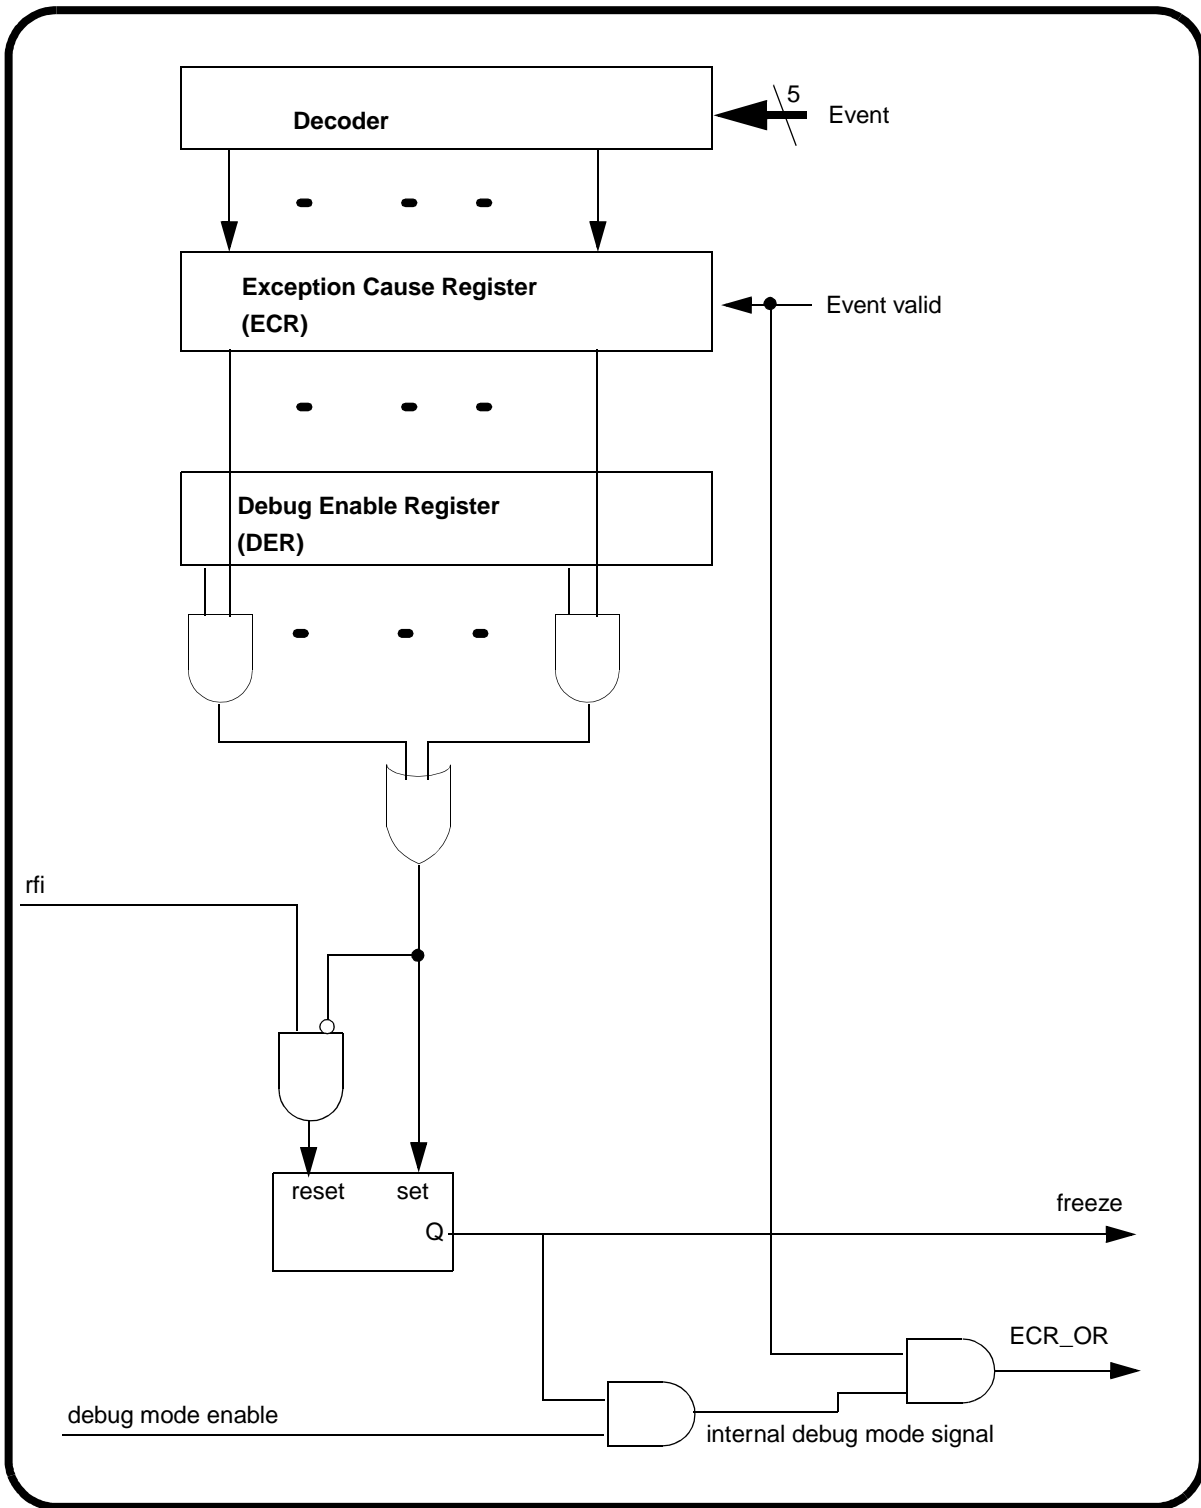 5
Decoder
Event
Exception Cause Register
(ECR)
Event valid
Debug Enable Register
(DER)
rfi
reset
set
Q
freeze
ECR_OR
debug mode enable
internal debug mode signal